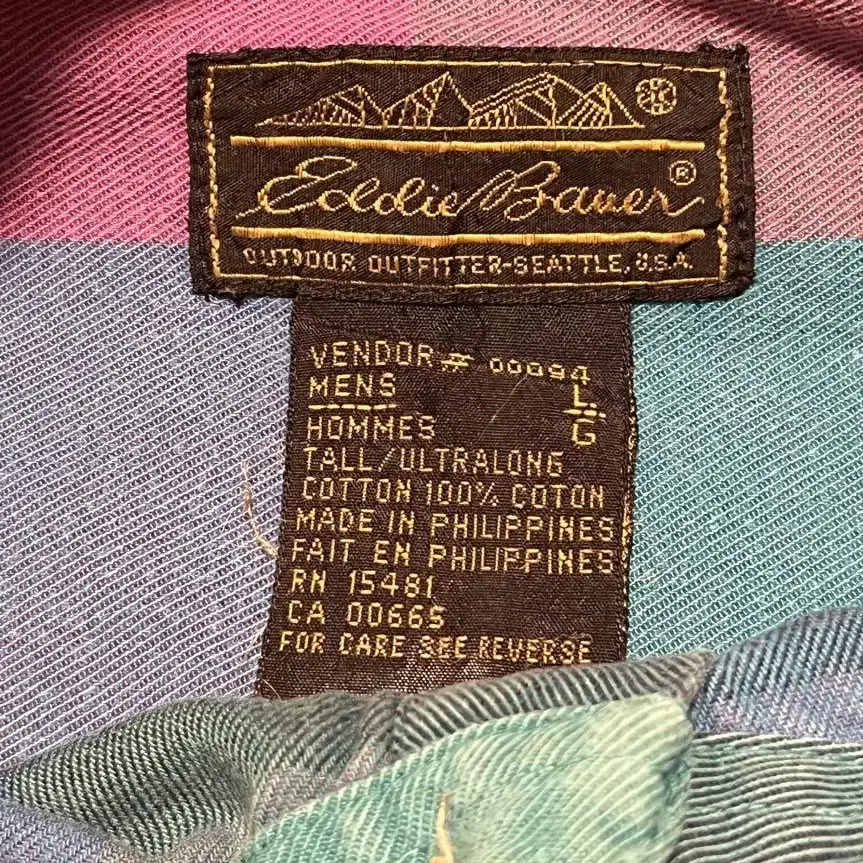 Eddie Bauer ®
OUTDOOR OUTFITTER-SEATTLE, U.S.A.
VENDOR # 00094
MENS L
HOMMES G
TALL/ULTRALONG
COTTON 100% COTON
MADE IN PHILIPPINES
FAIT EN PHILIPPINES
RN 15481
CA 00665
FOR CARE SEE REVERSE